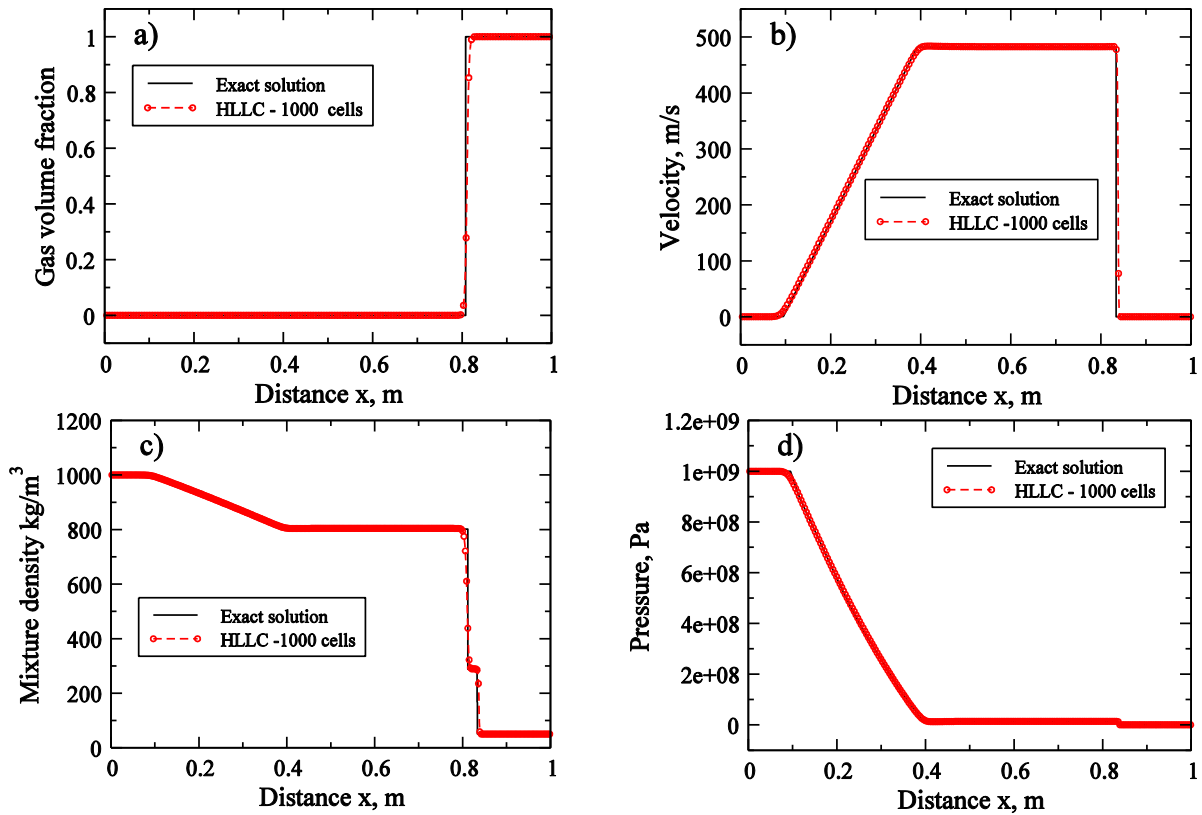 a)
Gas volume fraction
1
0.8
0.6
0.4
0.2
0
Exact solution
HLLC - 1000 cells
0 0.2 0.4 0.6 0.8 1
Distance x, m
b)
Velocity, m/s
500
400
300
200
100
0
Exact solution
HLLC -1000 cells
0 0.2 0.4 0.6 0.8 1
Distance x, m
c)
Mixture density kg/m³
1200
1000
800
600
400
200
0
Exact solution
HLLC -1000 cells
0 0.2 0.4 0.6 0.8 1
Distance x, m
d)
Pressure, Pa
1.2e+09
1e+09
8e+08
6e+08
4e+08
2e+08
0
Exact solution
HLLC - 1000 cells
0 0.2 0.4 0.6 0.8 1
Distance x, m